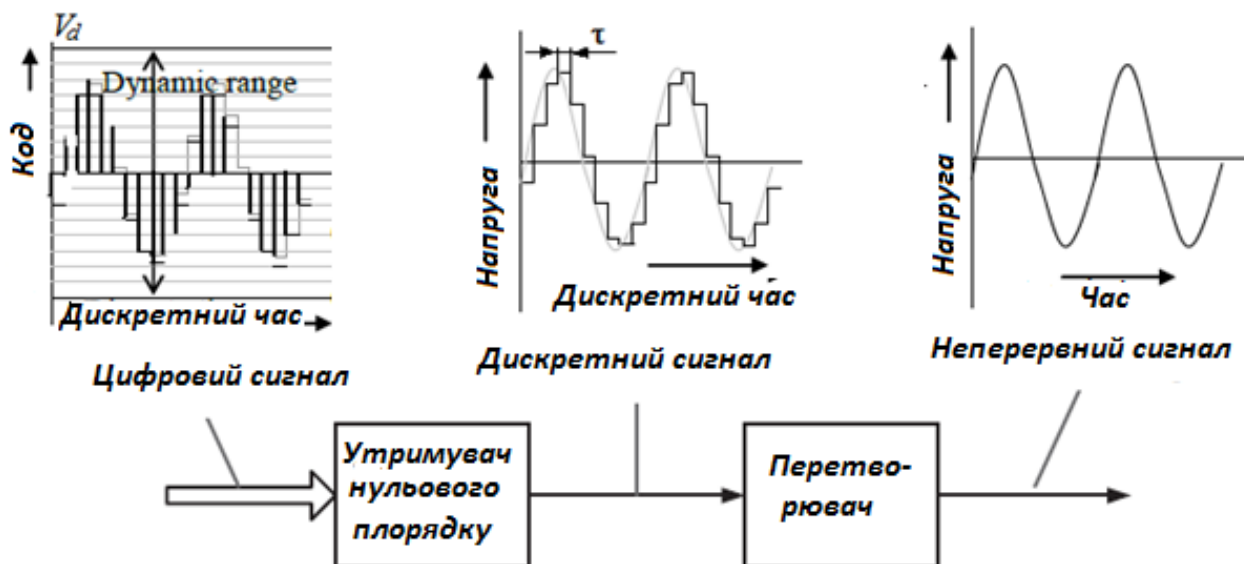 V_d
Dynamic range
Код
Дискретний час
Цифровий сигнал
τ
Напруга
Дискретний час
Дискретний сигнал
Напруга
Час
Неперервний сигнал
Утримувач
нульового
плорядку
Перетво-
рювач